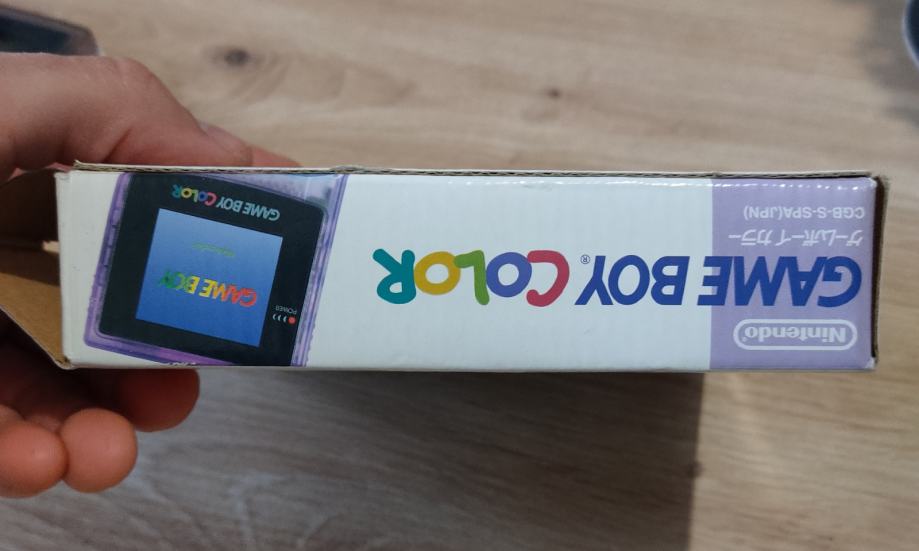 Nintendo®
GAME BOY COLOR®
ゲームボーイカラー
CGB-S-SPA(JPN)
POWER
GAME BOY
GAME BOY COLOR